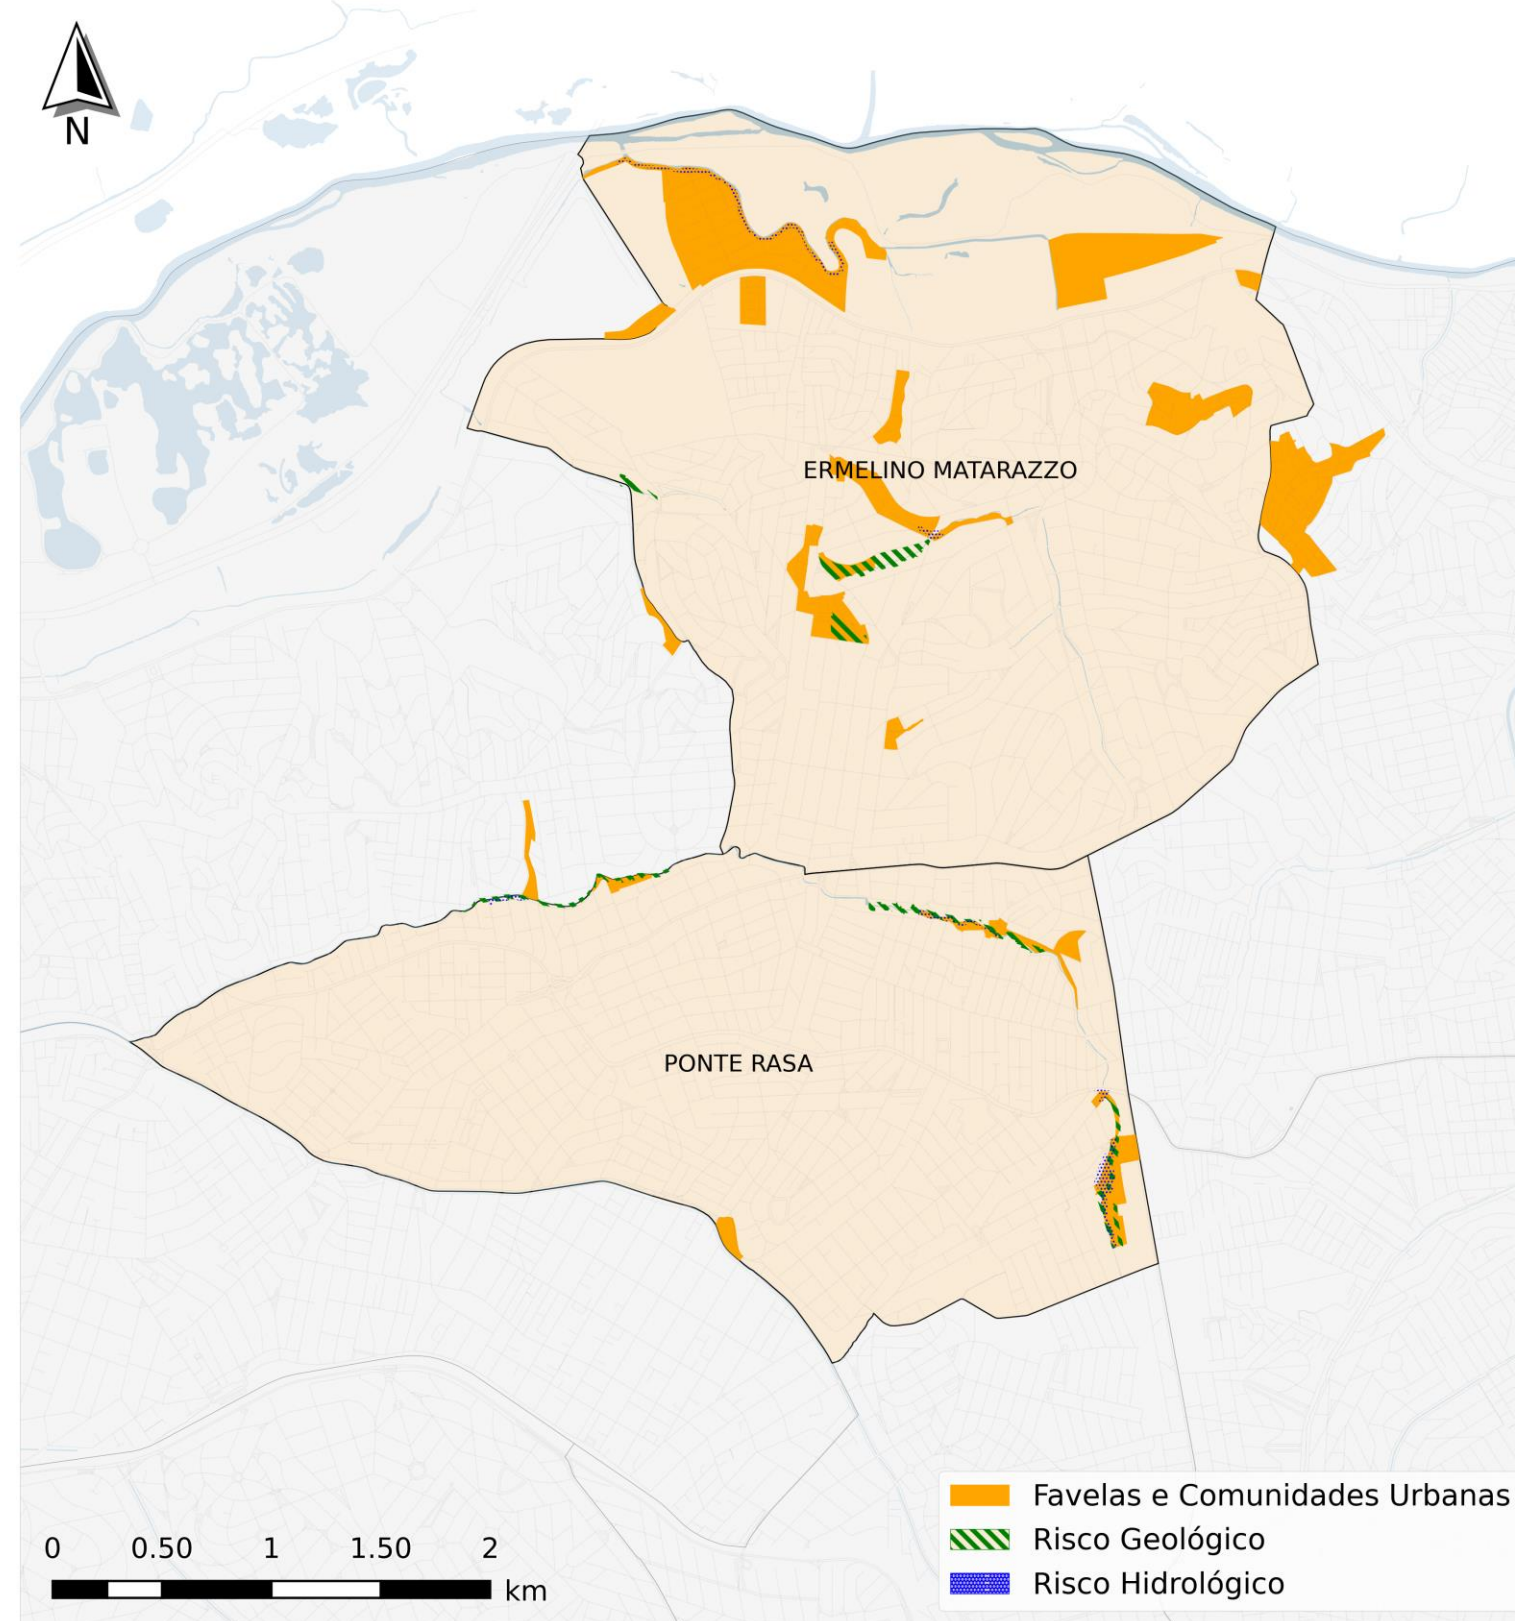 N
ERMELINO MATARAZZO
PONTE RASA
Favelas e Comunidades Urbanas
Risco Geológico
Risco Hidrológico
0 0.50 1 1.50 2
km